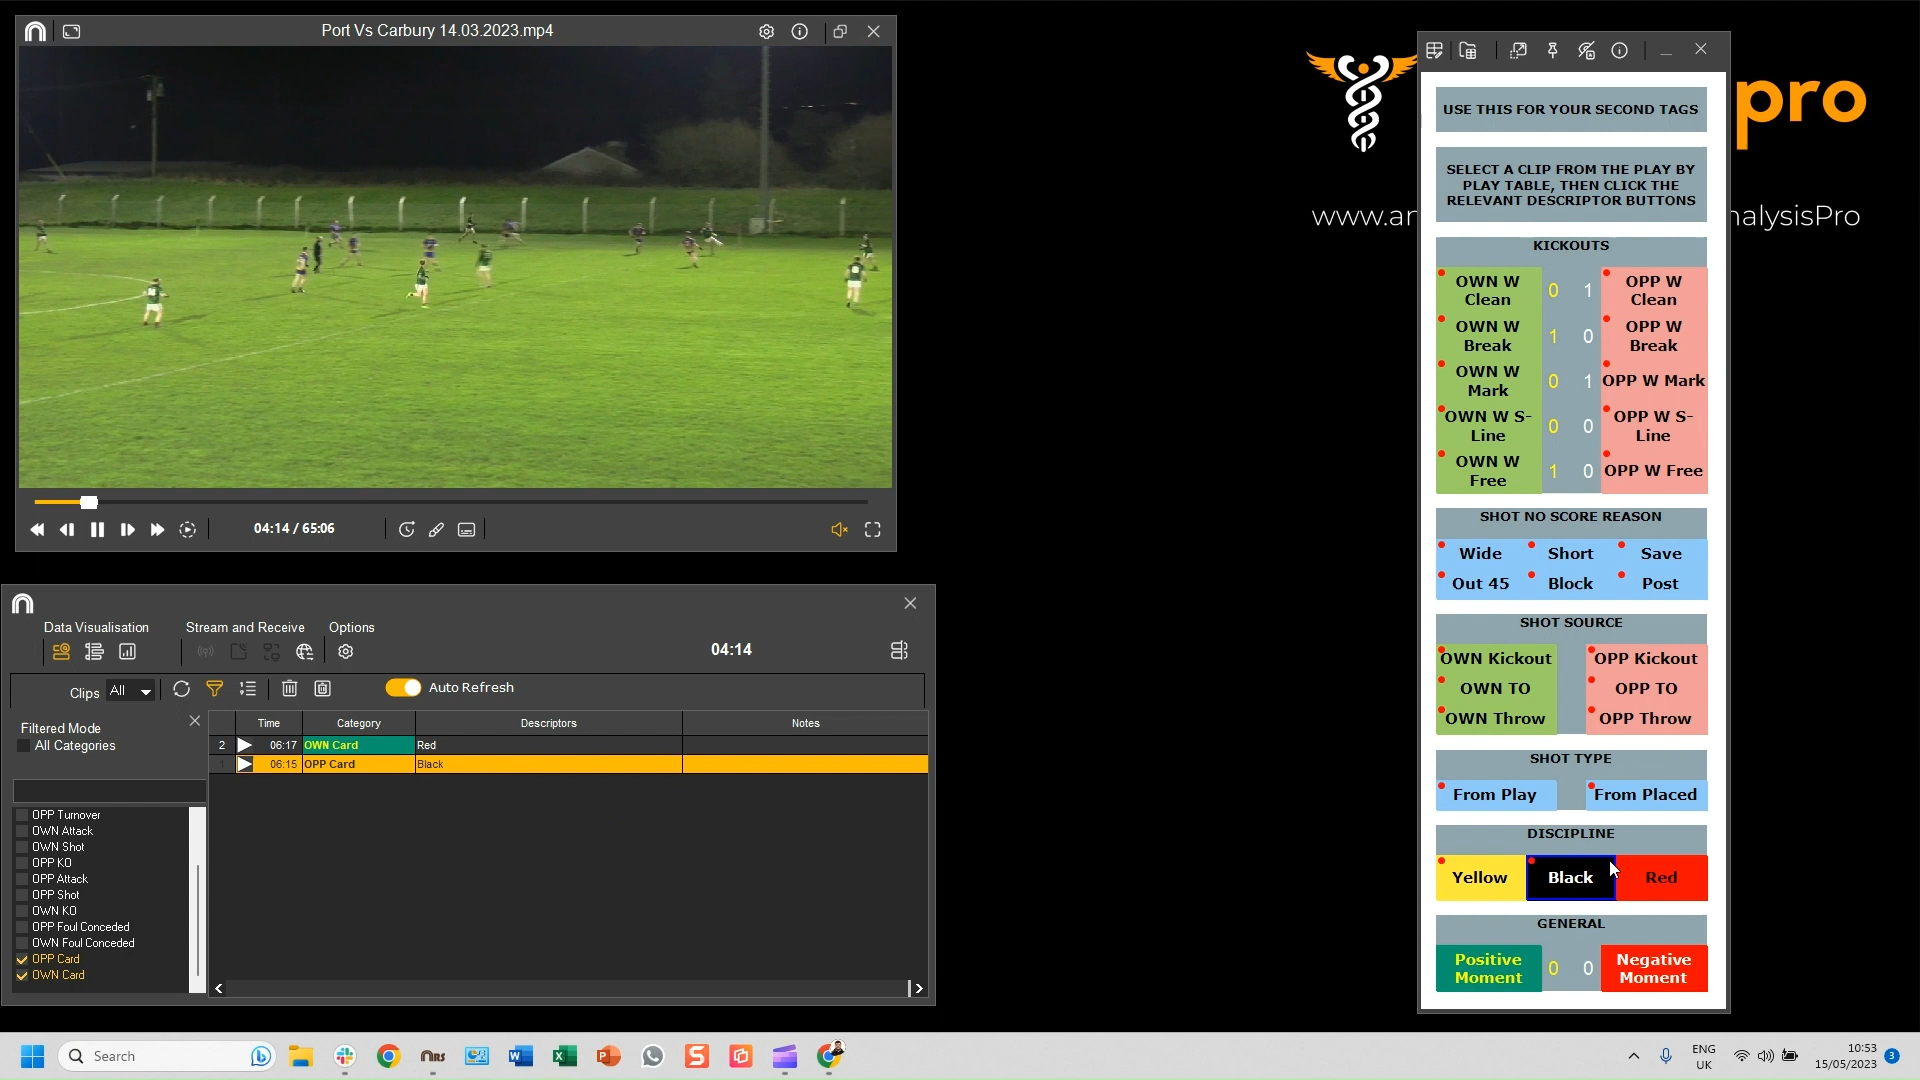 Port Vs Carbury 14.03.2023.mp4
04:14 / 65:06
Data Visualisation
Stream and Receive
Options
04:14
Clips All
Auto Refresh
Filtered Mode
All Categories
Time Category Descriptors Notes
2 06:17 OWN Card Red
1 06:15 OPP Card Black
OPP Turnover
OWN Attack
OWN Shot
OPP KO
OPP Attack
OPP Shot
OWN KO
OPP Foul Conceded
OWN Foul Conceded
OPP Card
OWN Card
pro
www.an
nalysisPro
USE THIS FOR YOUR SECOND TAGS
SELECT A CLIP FROM THE PLAY BY
PLAY TABLE, THEN CLICK THE
RELEVANT DESCRIPTOR BUTTONS
KICKOUTS
OWN W Clean 0 1 OPP W Clean
OWN W Break 1 0 OPP W Break
OWN W Mark 0 1 OPP W Mark
OWN W S-Line 0 0 OPP W S-Line
OWN W Free 1 0 OPP W Free
SHOT NO SCORE REASON
Wide Short Save
Out 45 Block Post
SHOT SOURCE
OWN Kickout OPP Kickout
OWN TO OPP TO
OWN Throw OPP Throw
SHOT TYPE
From Play From Placed
DISCIPLINE
Yellow Black Red
GENERAL
Positive Moment 0 0 Negative Moment
Search
ENG
UK
10:53
15/05/2023
3